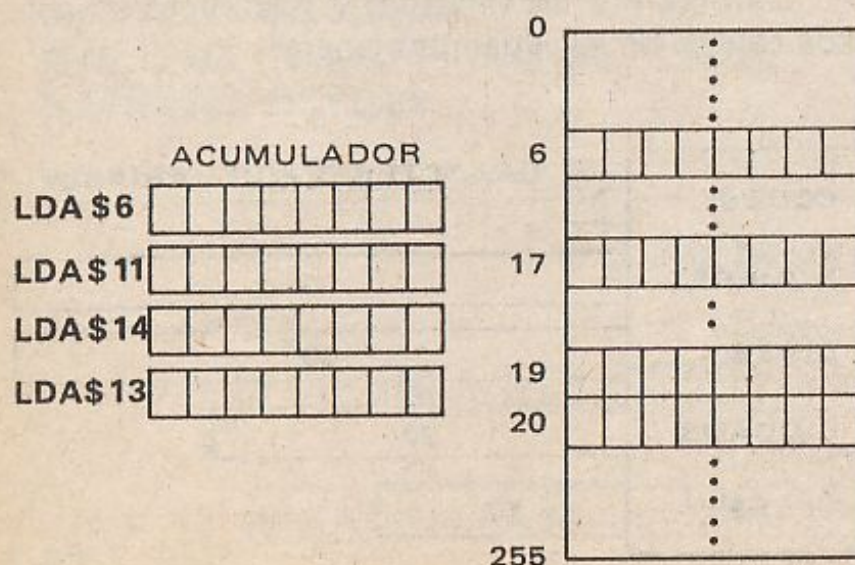 ACUMULADOR
LDA $6
LDA$11
LDA$14
LDA$13
0
6
17
19
20
255